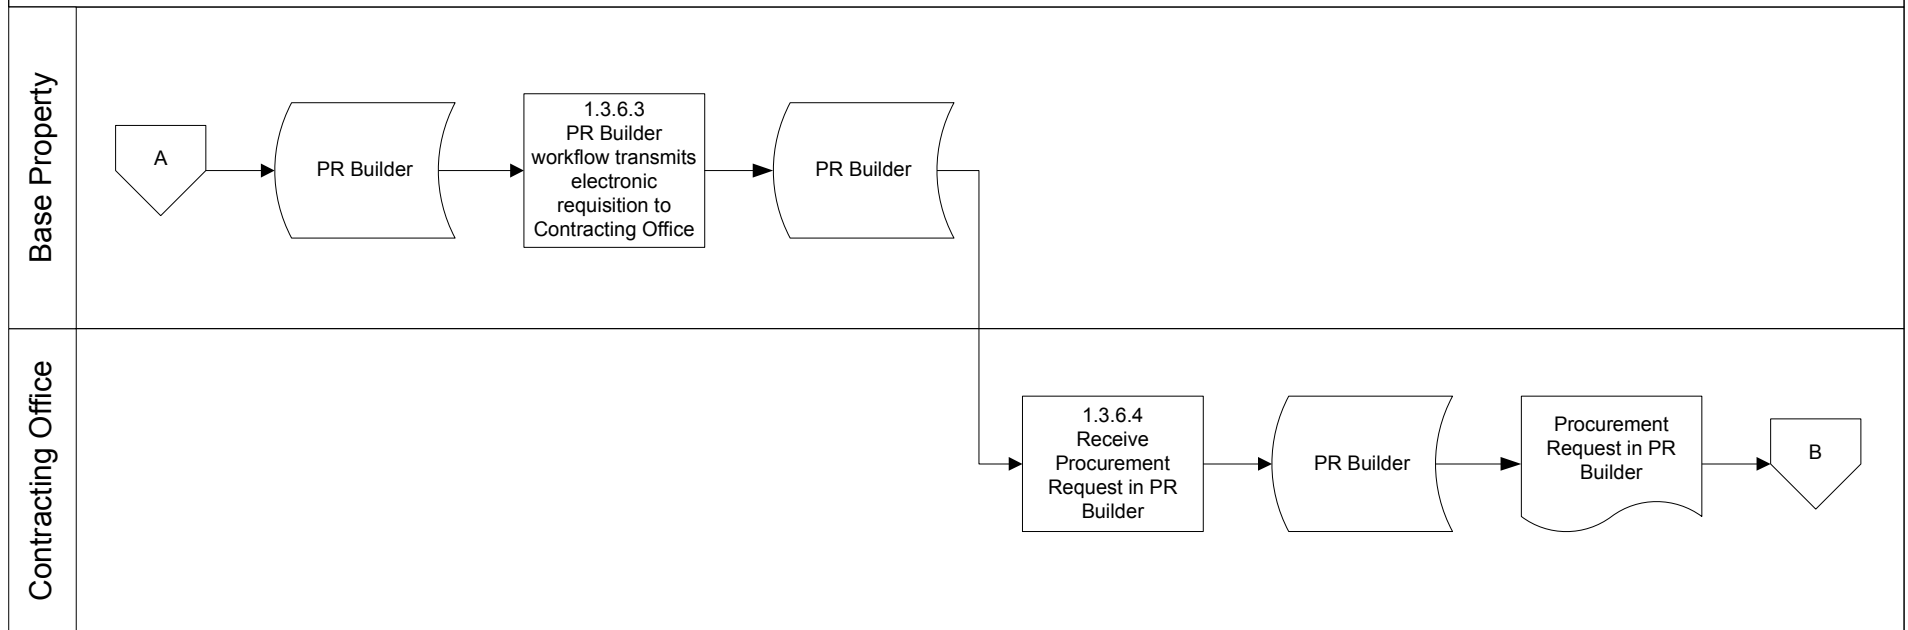 Base Property
A
PR Builder
1.3.6.3
PR Builder
workflow transmits
electronic
requisition to
Contracting Office
PR Builder
Contracting Office
1.3.6.4
Receive
Procurement
Request in PR
Builder
PR Builder
Procurement
Request in PR
Builder
B